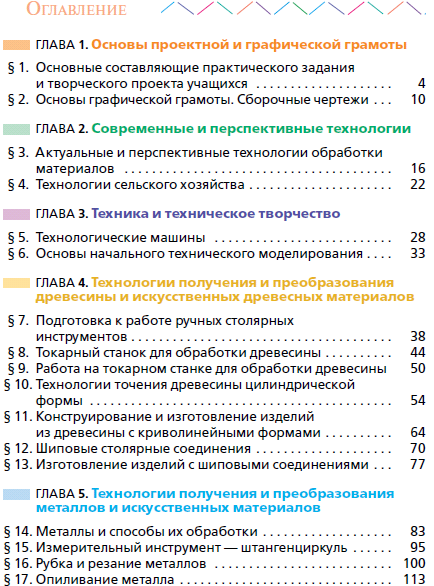 Оглавление
ГЛАВА 1. Основы проектной и графической грамоты
§ 1. Основные составляющие практического задания
и творческого проекта учащихся . . . . . . . . . . . . . . . . . . . 4
§ 2. Основы графической грамоты. Сборочные чертежи . . . 10
ГЛАВА 2. Современные и перспективные технологии
§ 3. Актуальные и перспективные технологии обработки
материалов . . . . . . . . . . . . . . . . . . . . . . . . . . . . . . . . . . . 16
§ 4. Технологии сельского хозяйства . . . . . . . . . . . . . . . . . . . 22
ГЛАВА 3. Техника и техническое творчество
§ 5. Технологические машины . . . . . . . . . . . . . . . . . . . . . . . . 28
§ 6. Основы начального технического моделирования . . . . 33
ГЛАВА 4. Технологии получения и преобразования
древесины и искусственных древесных материалов
§ 7. Подготовка к работе ручных столярных
инструментов . . . . . . . . . . . . . . . . . . . . . . . . . . . . . . . . . 38
§ 8. Токарный станок для обработки древесины . . . . . . . . . 44
§ 9. Работа на токарном станке для обработки древесины 50
§ 10. Технологии точения древесины цилиндрической
формы . . . . . . . . . . . . . . . . . . . . . . . . . . . . . . . . . . . . . . . 54
§ 11. Конструирование и изготовление изделий
из древесины с криволинейными формами . . . . . . . . . . 64
§ 12. Шиповые столярные соединения . . . . . . . . . . . . . . . . . . 70
§ 13. Изготовление изделий с шиповыми соединениями . . . 77
ГЛАВА 5. Технологии получения и преобразования
металлов и искусственных материалов
§ 14. Металлы и способы их обработки . . . . . . . . . . . . . . . . . 83
§ 15. Измерительный инструмент — штангенциркуль . . . . . 95
§ 16. Рубка и резание металлов . . . . . . . . . . . . . . . . . . . . . . . 100
§ 17. Опиливание металла . . . . . . . . . . . . . . . . . . . . . . . . . . . 113